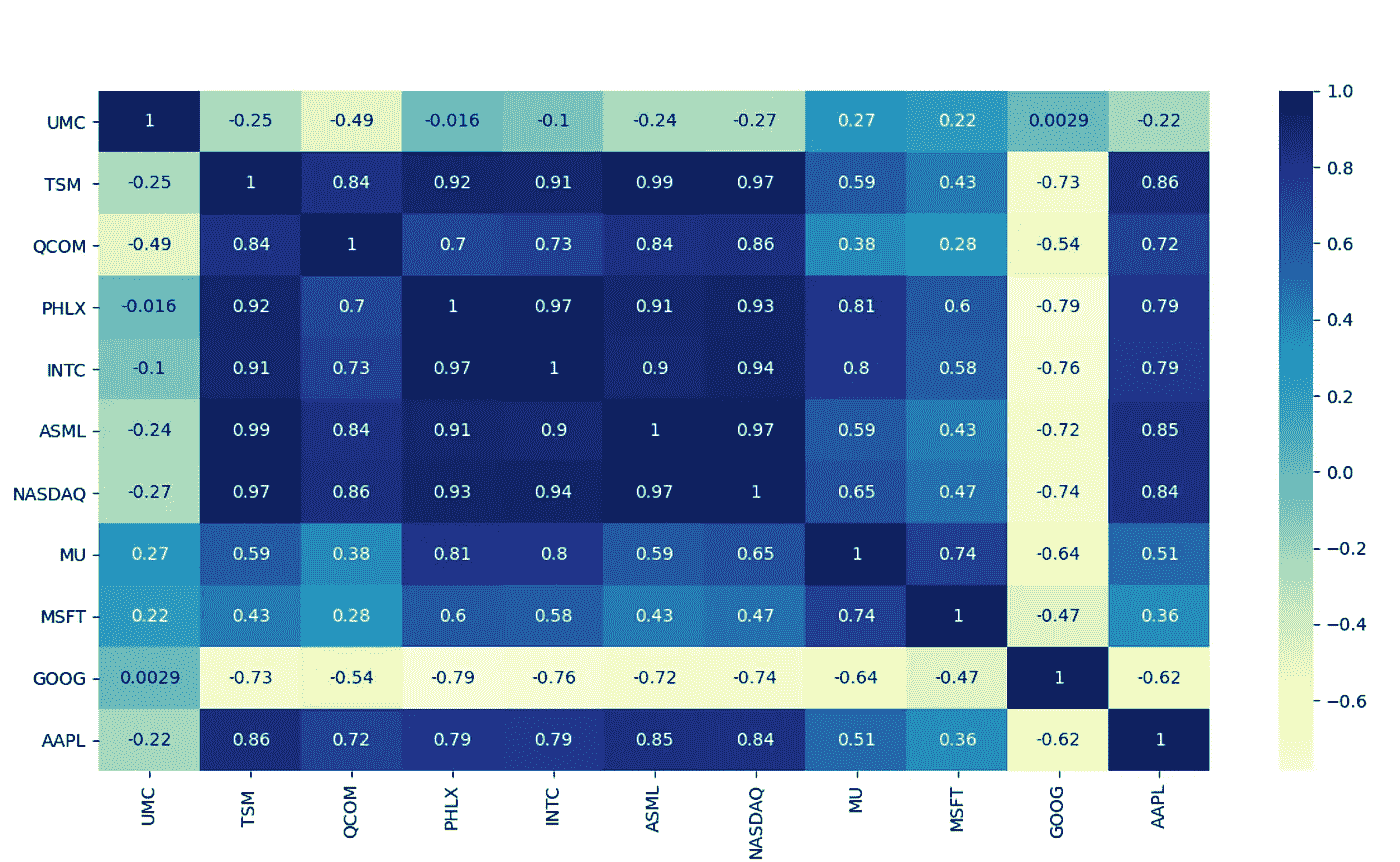 UMC 1 -0.25 -0.49 -0.016 -0.1 -0.24 -0.27 0.27 0.22 0.0029 -0.22
TSM -0.25 1 0.84 0.92 0.91 0.99 0.97 0.59 0.43 -0.73 0.86
QCOM -0.49 0.84 1 0.7 0.73 0.84 0.86 0.38 0.28 -0.54 0.72
PHLX -0.016 0.92 0.7 1 0.97 0.91 0.93 0.81 0.6 -0.79 0.79
INTC -0.1 0.91 0.73 0.97 1 0.9 0.94 0.8 0.58 -0.76 0.79
ASML -0.24 0.99 0.84 0.91 0.9 1 0.97 0.59 0.43 -0.72 0.85
NASDAQ -0.27 0.97 0.86 0.93 0.94 0.97 1 0.65 0.47 -0.74 0.84
MU 0.27 0.59 0.38 0.81 0.8 0.59 0.65 1 0.74 -0.64 0.51
MSFT 0.22 0.43 0.28 0.6 0.58 0.43 0.47 0.74 1 -0.47 0.36
GOOG 0.0029 -0.73 -0.54 -0.79 -0.76 -0.72 -0.74 -0.64 -0.47 1 -0.62
AAPL -0.22 0.86 0.72 0.79 0.79 0.85 0.84 0.51 0.36 -0.62 1
UMC TSM QCOM PHLX INTC ASML NASDAQ MU MSFT GOOG AAPL
1.0
0.8
0.6
0.4
0.2
0.0
−0.2
−0.4
−0.6